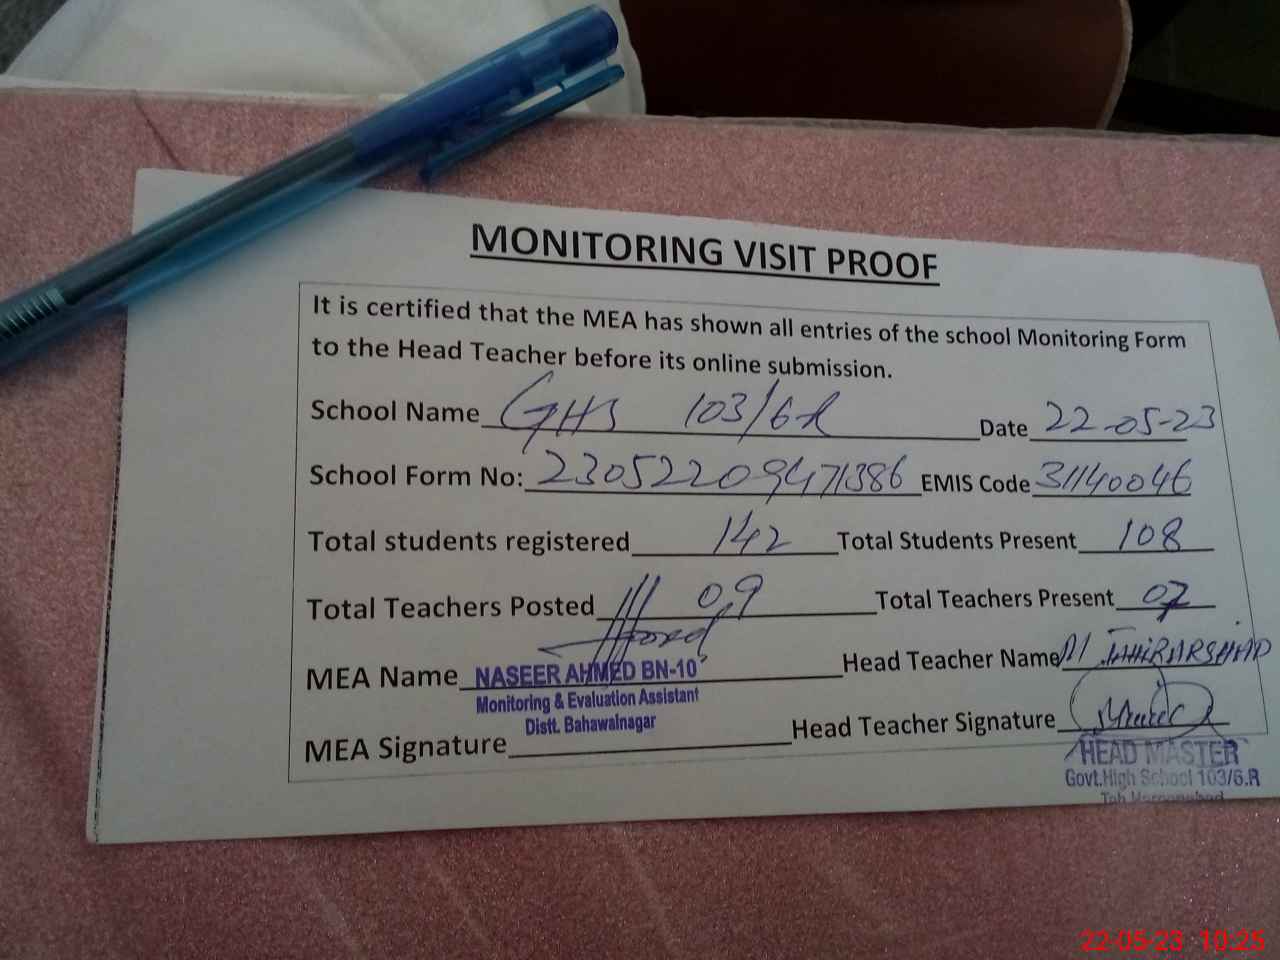 MONITORING VISIT PROOF
It is certified that the MEA has shown all entries of the school Monitoring Form
to the Head Teacher before its online submission.
School Name GHS 103/6R Date 22-05-23
School Form No: 23052209471386 EMIS Code 31140046
Total students registered 142 Total Students Present 108
Total Teachers Posted 09 Total Teachers Present 07
MEA Name NASEER AHMED BN-10 Head Teacher Name TAHIR ARSHAD
Monitoring & Evaluation Assistant
Distt. Bahawalnagar
MEA Signature Head Teacher Signature
HEAD MASTER
Govt.High School 103/6.R
22-05-23 10:25